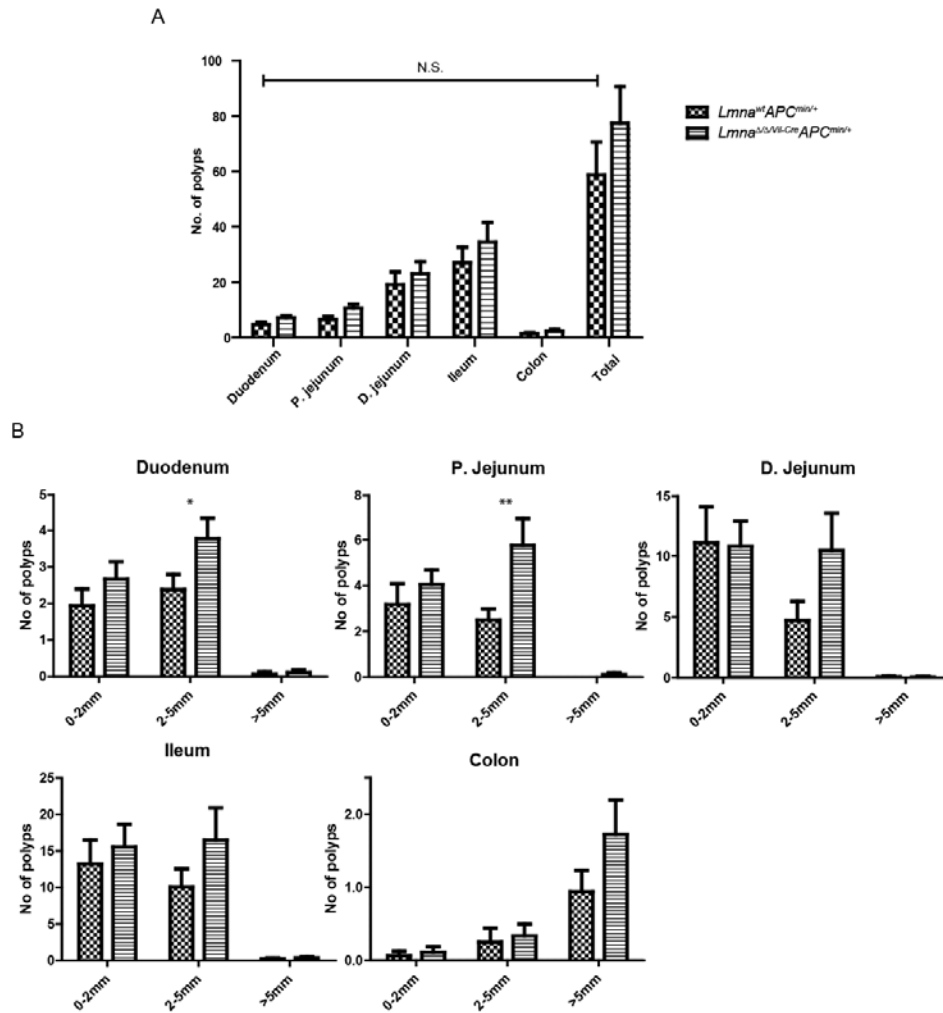 A
N.S.
100
80
60
40
20
0
No. of polyps
Duodenum
P. jejunum
D. jejunum
Ileum
Colon
Total
Lmna^wt APC^min/+
Lmna^Δ/Δ/Vil-Cre APC^min/+
B
Duodenum
No of polyps
5
4
3
2
1
0
*
0-2mm
2-5mm
>5mm
P. Jejunum
No of polyps
8
6
4
2
0
**
0-2mm
2-5mm
>5mm
D. Jejunum
No of polyps
15
10
5
0
0-2mm
2-5mm
>5mm
Ileum
No of polyps
25
20
15
10
5
0
0-2mm
2-5mm
>5mm
Colon
No of polyps
2.0
1.0
0.0
0-2mm
2-5mm
>5mm